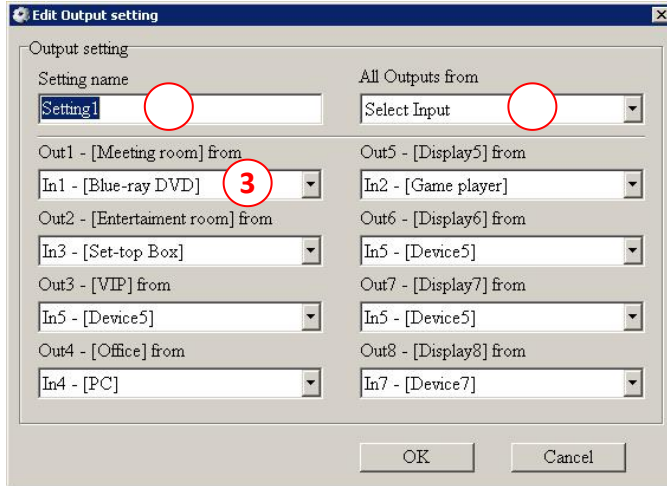 Edit Output setting
Output setting
Setting name
Setting1
All Outputs from
Select Input
Out1 - [Meeting room] from
In1 - [Blue-ray DVD]
3
Out2 - [Entertaiment room] from
In3 - [Set-top Box]
Out3 - [VIP] from
In5 - [Device5]
Out4 - [Office] from
In4 - [PC]
Out5 - [Display5] from
In2 - [Game player]
Out6 - [Display6] from
In5 - [Device5]
Out7 - [Display7] from
In5 - [Device5]
Out8 - [Display8] from
In7 - [Device7]
OK
Cancel